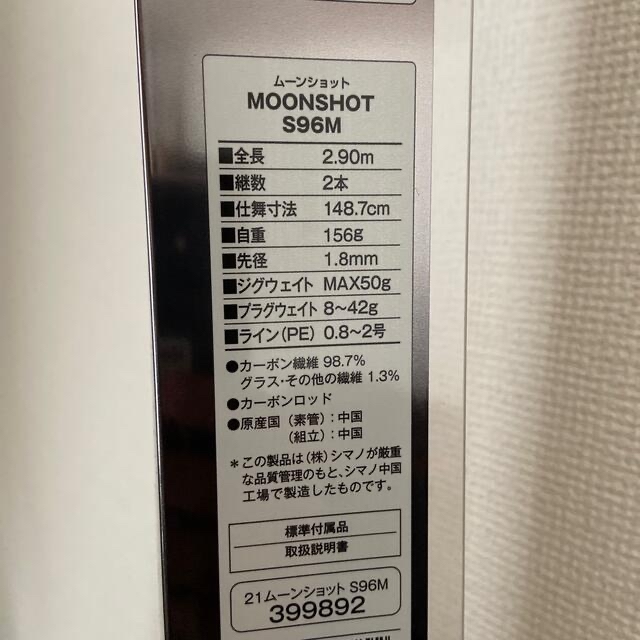 ムーンショット
MOONSHOT
S96M
■全長 2.90m
■継数 2本
■仕舞寸法 148.7cm
■自重 156g
■先径 1.8mm
■ジグウェイト MAX50g
■プラグウェイト 8~42g
■ライン(PE) 0.8~2号
●カーボン繊維 98.7%
グラス・その他の繊維 1.3%
●カーボンロッド
●原産国(素管):中国
(組立):中国
*この製品は(株)シマノが厳重
な品質管理のもと、シマノ中国
工場で製造したものです。
標準付属品
取扱説明書
21ムーンショット S96M
399892